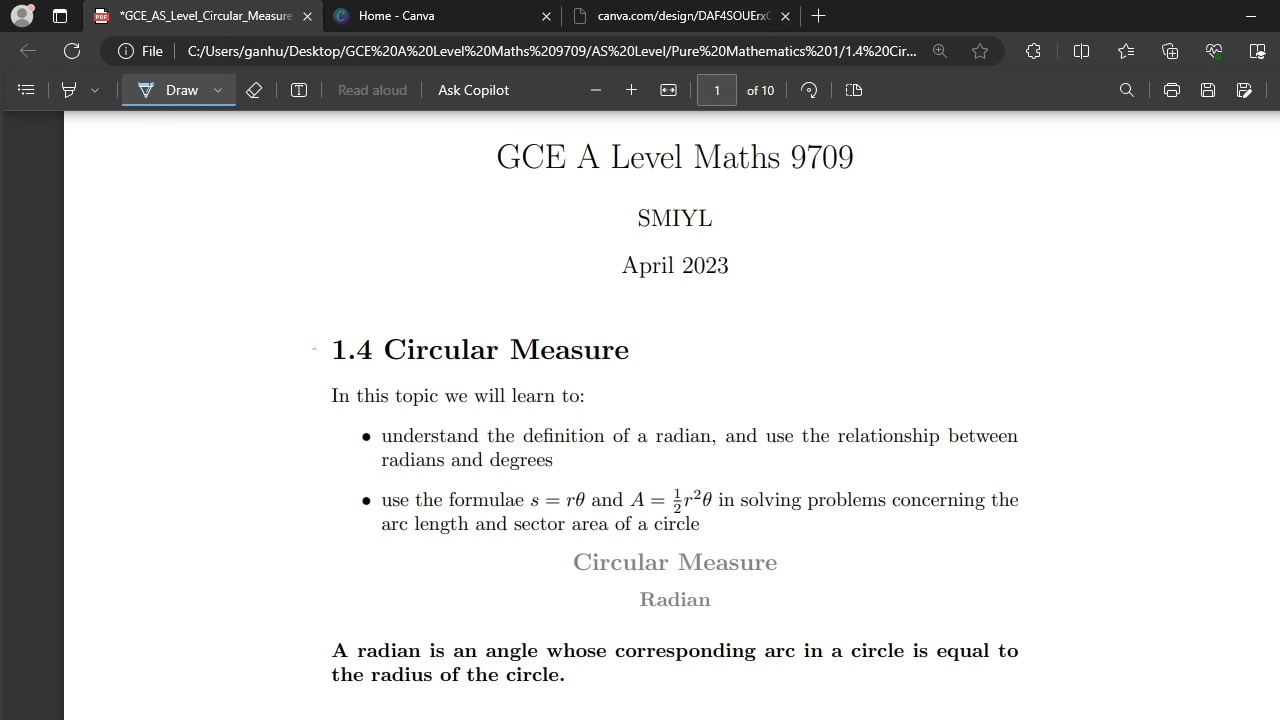 *GCE_AS_Level_Circular_Measure
Home - Canva
canva.com/design/DAF4SOUErxC
File
C:/Users/ganhu/Desktop/GCE%20A%20Level%20Maths%209709/AS%20Level/Pure%20Mathematics%201/1.4%20Cir...
Draw
Read aloud
Ask Copilot
1
of 10
GCE A Level Maths 9709
SMIYL
April 2023
1.4 Circular Measure
In this topic we will learn to:
• understand the definition of a radian, and use the relationship between
radians and degrees
• use the formulae s = rθ and A = ½r²θ in solving problems concerning the
arc length and sector area of a circle
Circular Measure
Radian
A radian is an angle whose corresponding arc in a circle is equal to
the radius of the circle.